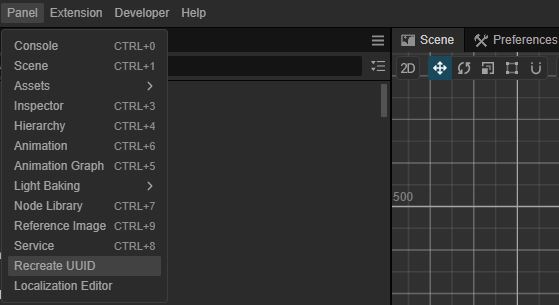 Panel Extension Developer Help
Console CTRL+0
Scene CTRL+1
Assets
Inspector CTRL+3
Hierarchy CTRL+4
Animation CTRL+6
Animation Graph CTRL+5
Light Baking
Node Library CTRL+7
Reference Image CTRL+9
Service CTRL+8
Recreate UUID
Localization Editor
Scene Preferences
2D
500